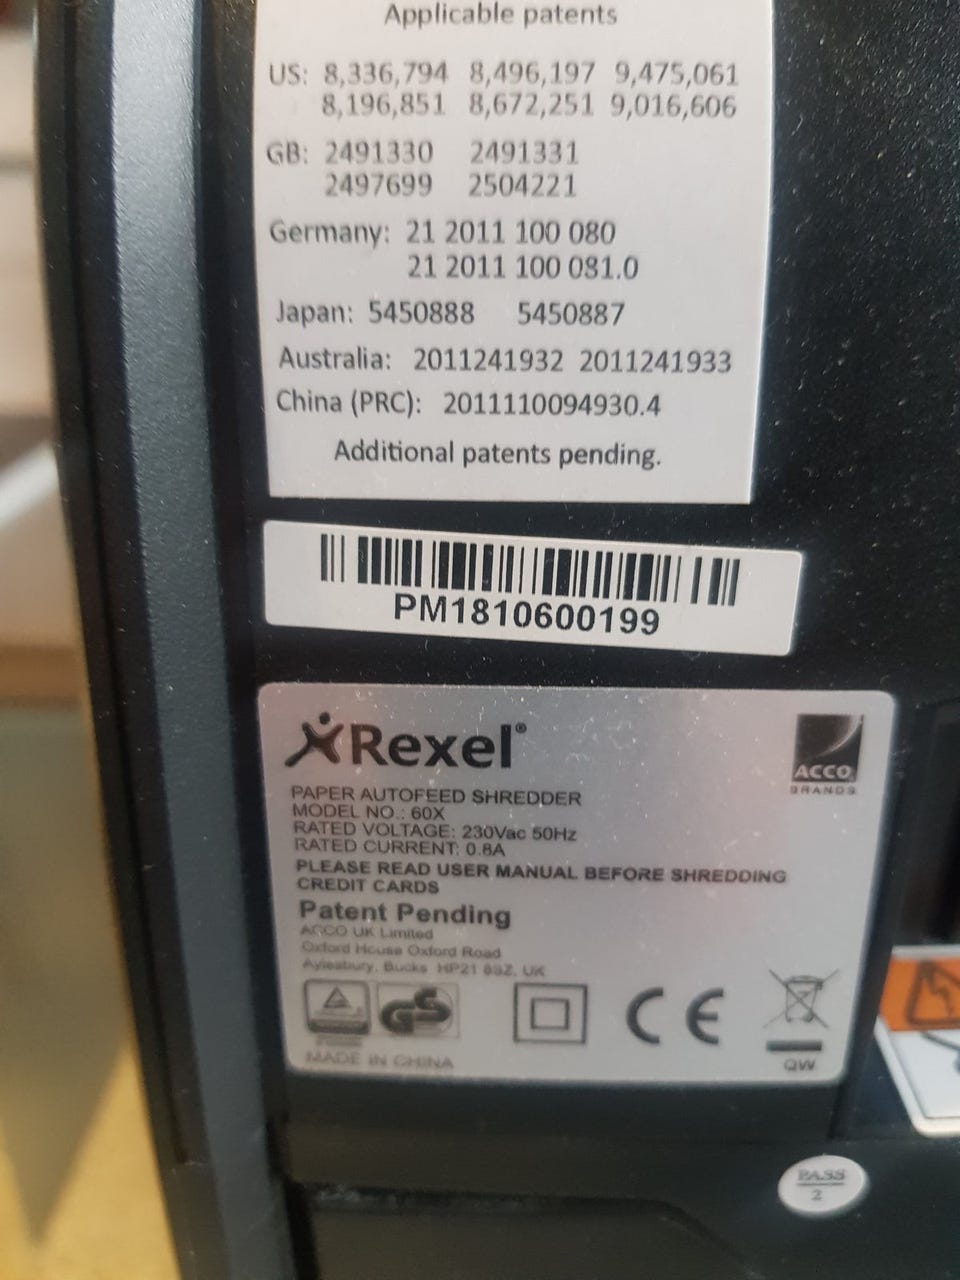 Applicable patents
US: 8,336,794 8,496,197 9,475,061
8,196,851 8,672,251 9,016,606
GB: 2491330 2491331
2497699 2504221
Germany: 21 2011 100 080
21 2011 100 081.0
Japan: 5450888 5450887
Australia: 2011241932 2011241933
China (PRC): 2011110094930.4
Additional patents pending.
PM1810600199
Rexel®
ACCO
BRANDS
PAPER AUTOFEED SHREDDER
MODEL NO.: 60X
RATED VOLTAGE: 230Vac 50Hz
RATED CURRENT: 0.8A
PLEASE READ USER MANUAL BEFORE SHREDDING
CREDIT CARDS
Patent Pending
ACCO UK Limited
Oxford House Oxford Road
Aylesbury, Bucks HP21 8SZ, UK
GS
CE
MADE IN CHINA
QW
PASS
2